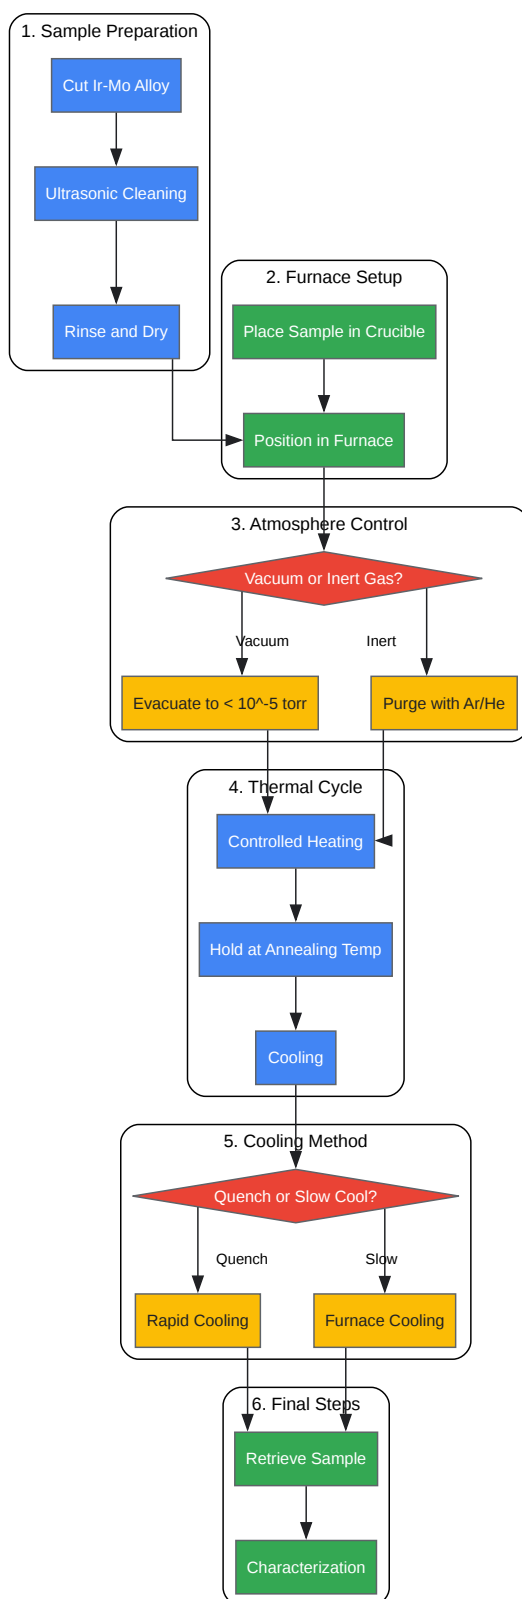 1. Sample Preparation
Cut Ir-Mo Alloy
Ultrasonic Cleaning
Rinse and Dry
2. Furnace Setup
Place Sample in Crucible
Position in Furnace
3. Atmosphere Control
Vacuum or Inert Gas?
Vacuum
Inert
Evacuate to < 10^-5 torr
Purge with Ar/He
4. Thermal Cycle
Controlled Heating
Hold at Annealing Temp
Cooling
5. Cooling Method
Quench or Slow Cool?
Quench
Slow
Rapid Cooling
Furnace Cooling
6. Final Steps
Retrieve Sample
Characterization